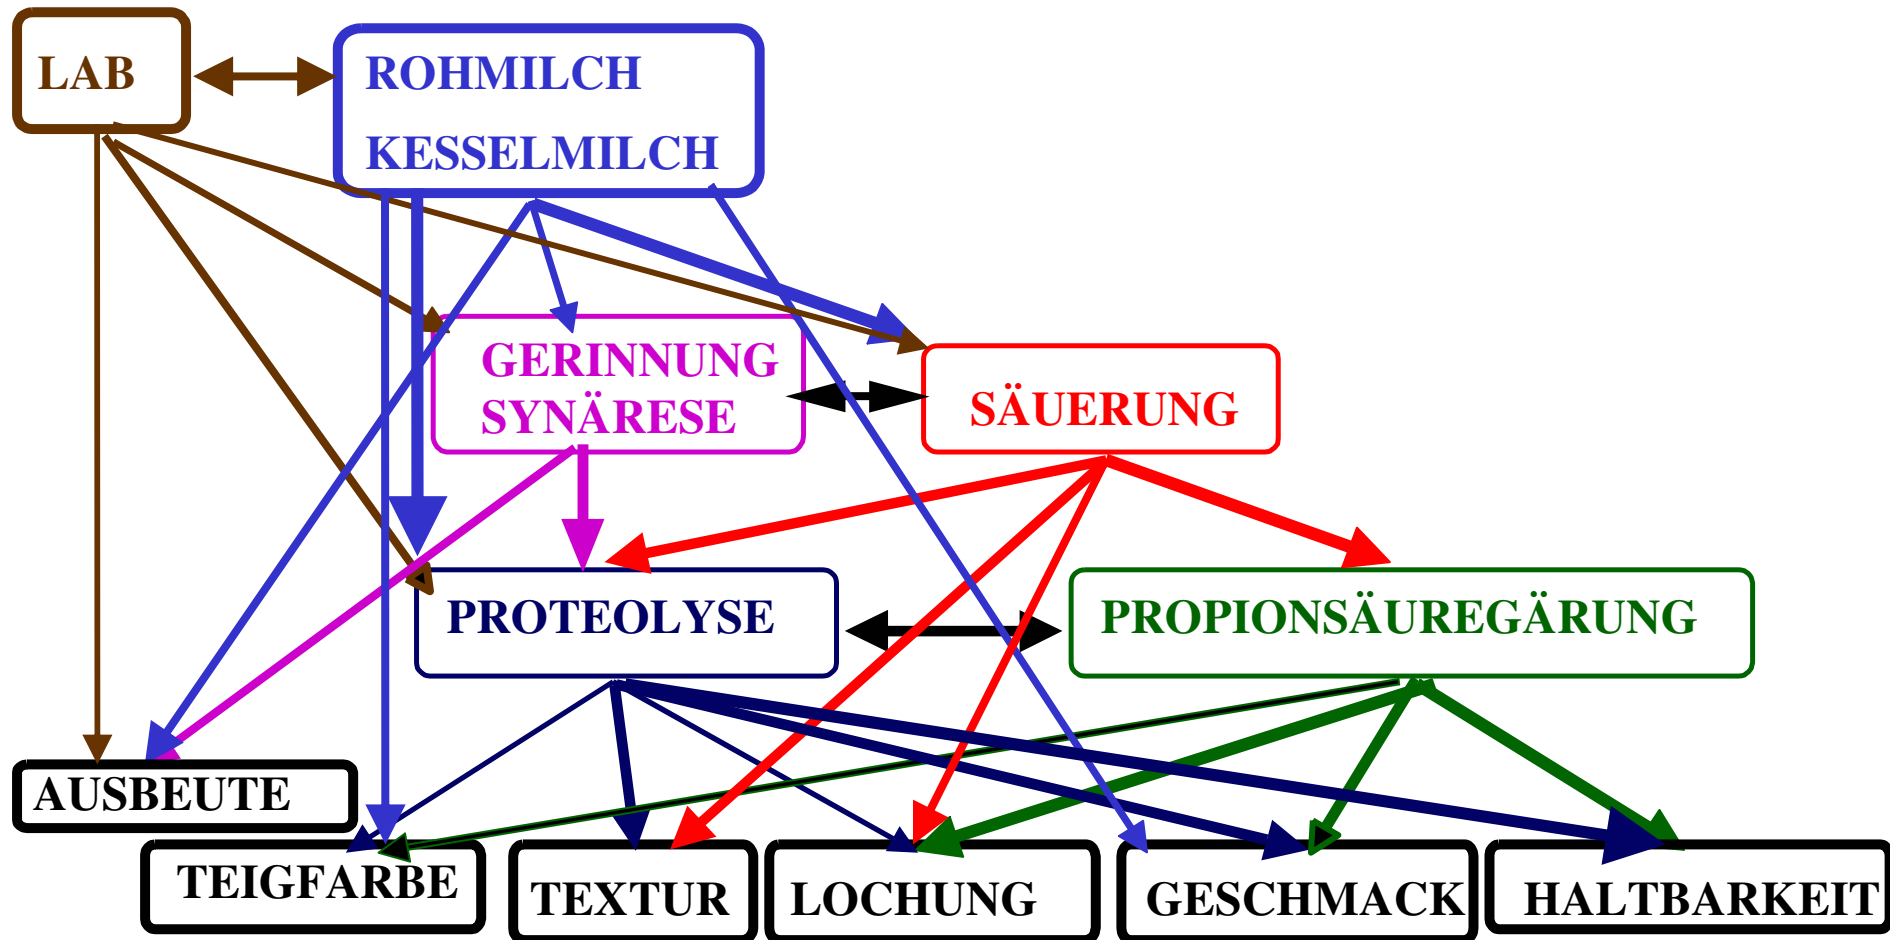 LAB
ROHMILCH
KESSELMILCH
GERINNUNG
SYNÄRESE
SÄUERUNG
PROTEOLYSE
PROPIONSÄUREGÄRUNG
AUSBEUTE
TEIGFARBE
TEXTUR
LOCHUNG
GESCHMACK
HALTBARKEIT